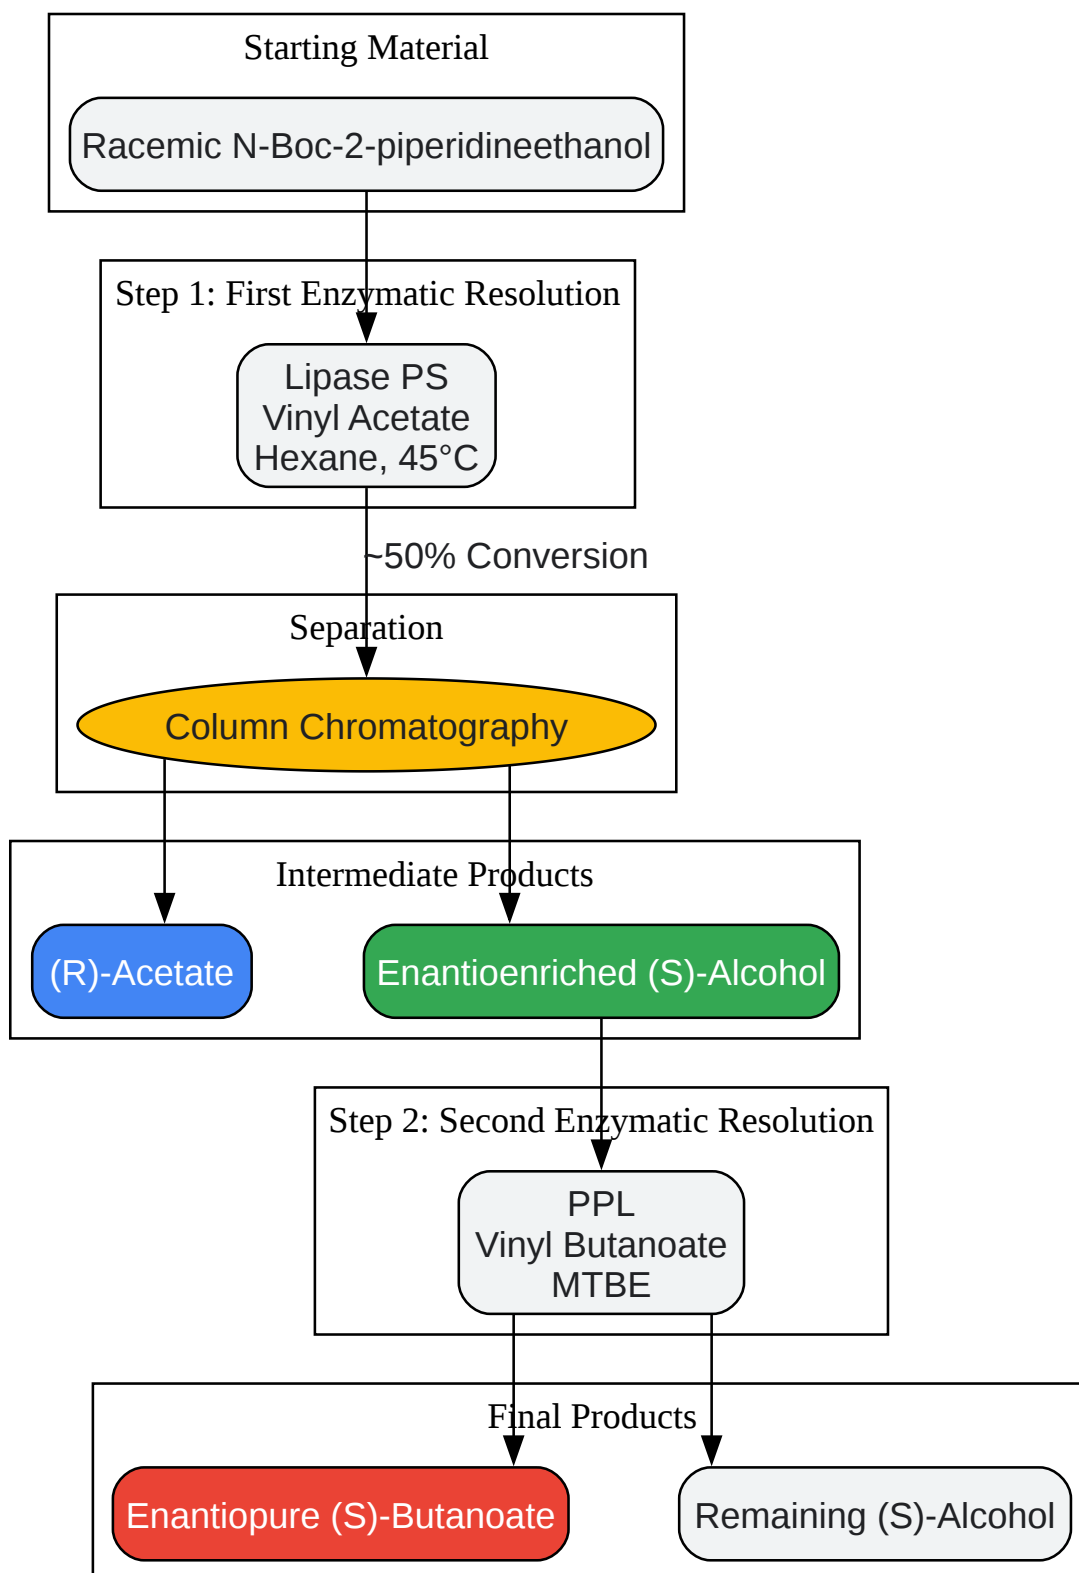 Starting Material
Racemic N-Boc-2-piperidineethanol
Step 1: First Enzymatic Resolution
Lipase PS
Vinyl Acetate
Hexane, 45°C
~50% Conversion
Separation
Column Chromatography
Intermediate Products
(R)-Acetate
Enantioenriched (S)-Alcohol
Step 2: Second Enzymatic Resolution
PPL
Vinyl Butanoate
MTBE
Final Products
Enantiopure (S)-Butanoate
Remaining (S)-Alcohol